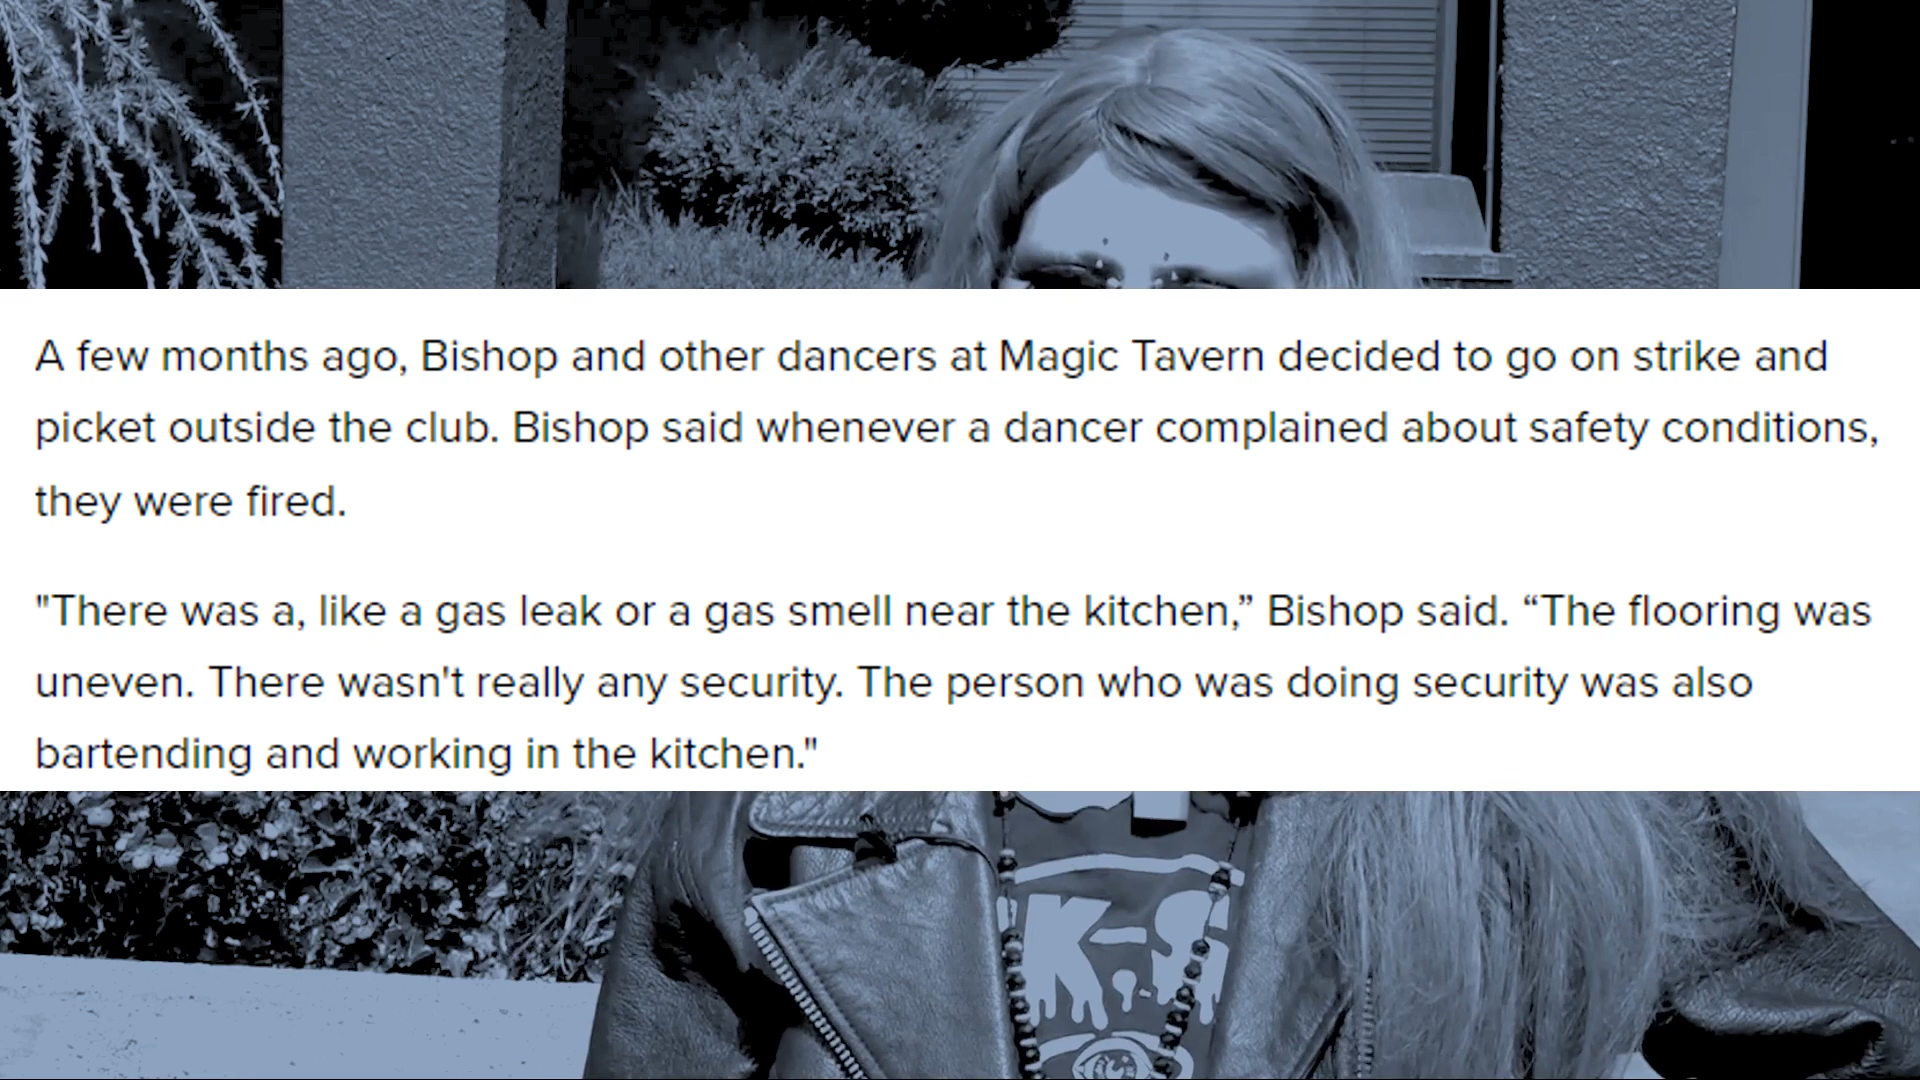 A few months ago, Bishop and other dancers at Magic Tavern decided to go on strike and
picket outside the club. Bishop said whenever a dancer complained about safety conditions,
they were fired.
"There was a, like a gas leak or a gas smell near the kitchen,” Bishop said. “The flooring was
uneven. There wasn't really any security. The person who was doing security was also
bartending and working in the kitchen."